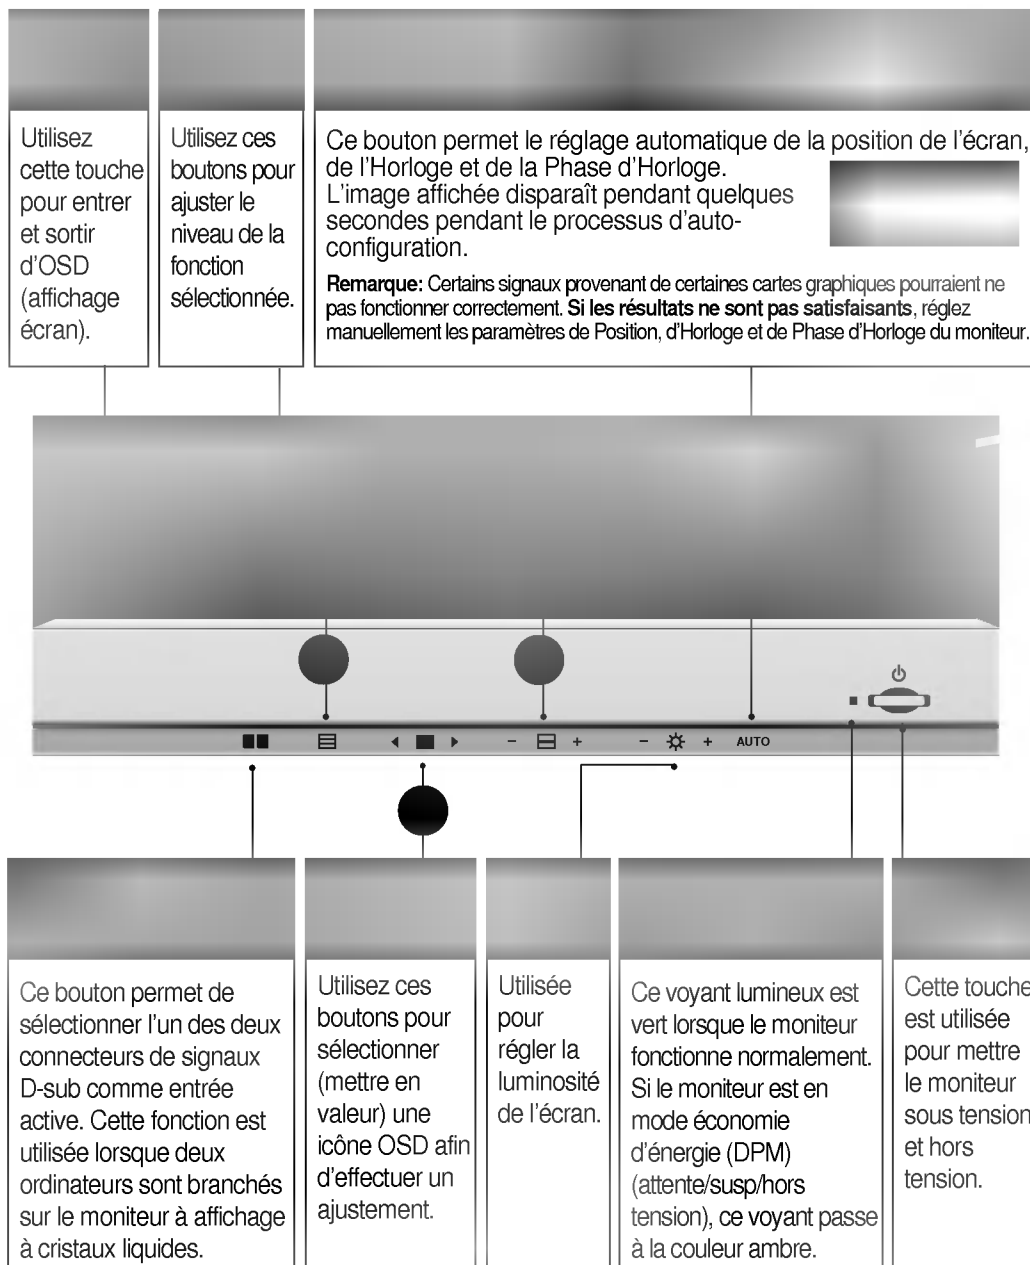 Utilisez
cette touche
pour entrer
et sortir
d'OSD
(affichage
écran).
Utilisez ces
boutons pour
ajuster le
niveau de la
fonction
sélectionnée.
Ce bouton permet le réglage automatique de la position de l'écran,
de l'Horloge et de la Phase d'Horloge.
L'image affichée disparaît pendant quelques
secondes pendant le processus d'auto-
configuration.
Remarque: Certains signaux provenant de certaines cartes graphiques pourraient ne
pas fonctionner correctement. Si les résultats ne sont pas satisfaisants, réglez
manuellement les paramètres de Position, d'Horloge et de Phase d'Horloge du moniteur.
- + - + AUTO
Ce bouton permet de
sélectionner l'un des deux
connecteurs de signaux
D-sub comme entrée
active. Cette fonction est
utilisée lorsque deux
ordinateurs sont branchés
sur le moniteur à affichage
à cristaux liquides.
Utilisez ces
boutons pour
sélectionner
(mettre en
valeur) une
icône OSD afin
d'effectuer un
ajustement.
Utilisée
pour
régler la
luminosité
de l'écran.
Ce voyant lumineux est
vert lorsque le moniteur
fonctionne normalement.
Si le moniteur est en
mode économie
d'énergie (DPM)
(attente/susp/hors
tension), ce voyant passe
à la couleur ambre.
Cette touche
est utilisée
pour mettre
le moniteur
sous tension
et hors
tension.